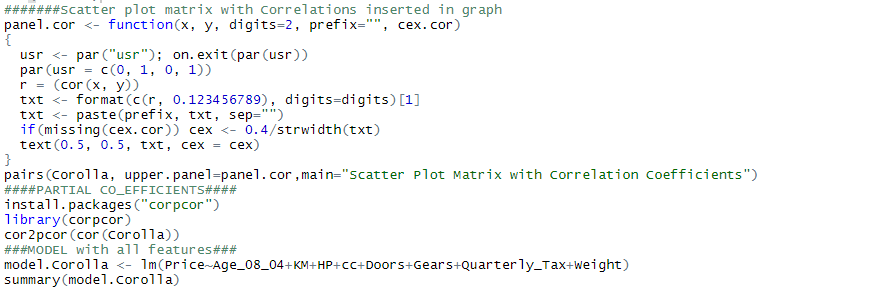 #######Scatter plot matrix with Correlations inserted in graph
panel.cor <- function(x, y, digits=2, prefix="", cex.cor)
{
  usr <- par("usr"); on.exit(par(usr))
  par(usr = c(0, 1, 0, 1))
  r = (cor(x, y))
  txt <- format(c(r, 0.123456789), digits=digits)[1]
  txt <- paste(prefix, txt, sep="")
  if(missing(cex.cor)) cex <- 0.4/strwidth(txt)
  text(0.5, 0.5, txt, cex = cex)
}
pairs(Corolla, upper.panel=panel.cor,main="Scatter Plot Matrix with Correlation Coefficients")
####PARTIAL CO_EFFICIENTS####
install.packages("corpcor")
library(corpcor)
cor2pcor(cor(Corolla))
###MODEL with all features###
model.Corolla <- lm(Price~Age_08_04+KM+HP+cc+Doors+Gears+Quarterly_Tax+Weight)
summary(model.Corolla)